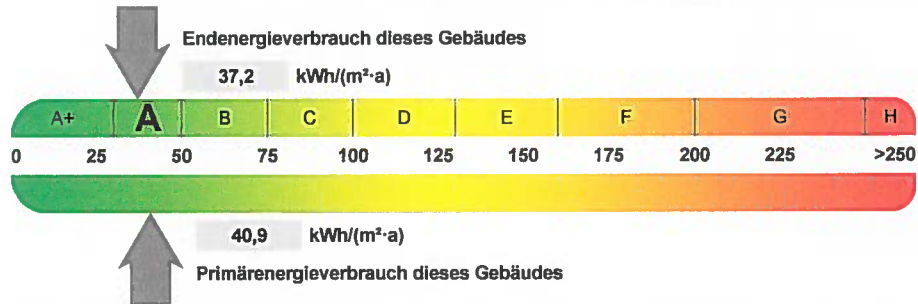 Endenergieverbrauch dieses Gebäudes
37,2 kWh/(m²·a)
A+ A B C D E F G H
0 25 50 75 100 125 150 175 200 225 >250
40,9 kWh/(m²·a)
Primärenergieverbrauch dieses Gebäudes